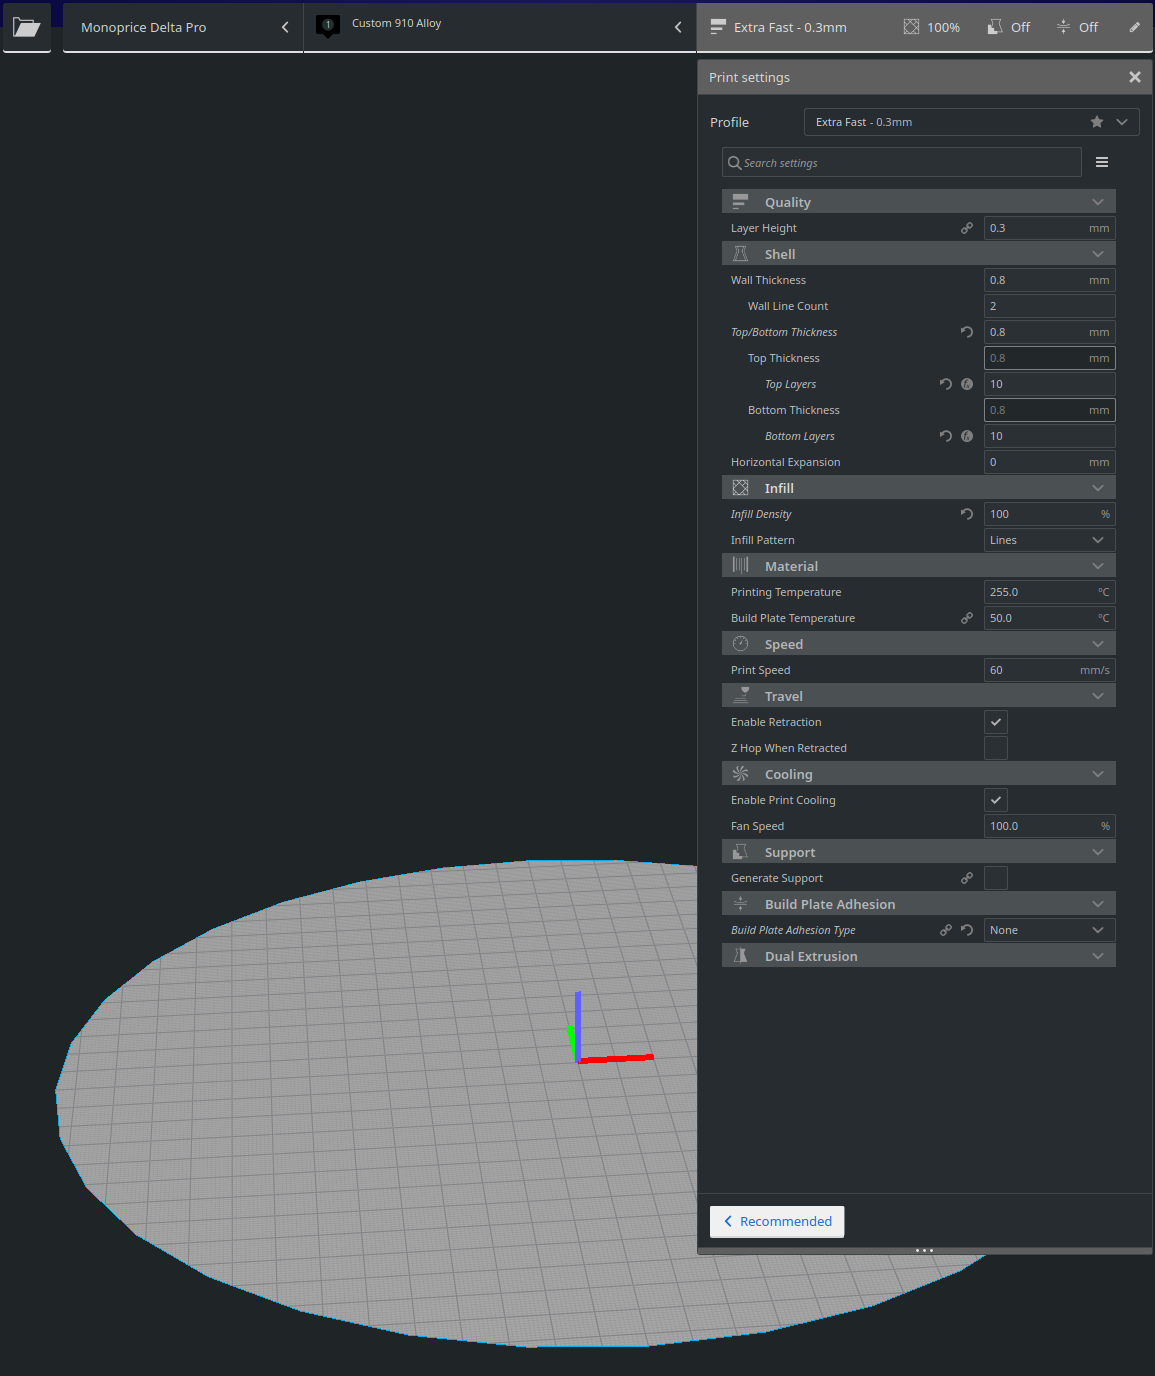 Monoprice Delta Pro
1
Custom 910 Alloy
Extra Fast - 0.3mm
100%
Off
Off
Print settings
Profile
Extra Fast - 0.3mm
Search settings
Quality
Layer Height 0.3 mm
Shell
Wall Thickness 0.8 mm
Wall Line Count 2
Top/Bottom Thickness 0.8 mm
Top Thickness 0.8 mm
Top Layers 10
Bottom Thickness 0.8 mm
Bottom Layers 10
Horizontal Expansion 0 mm
Infill
Infill Density 100 %
Infill Pattern Lines
Material
Printing Temperature 255.0 °C
Build Plate Temperature 50.0 °C
Speed
Print Speed 60 mm/s
Travel
Enable Retraction
Z Hop When Retracted
Cooling
Enable Print Cooling
Fan Speed 100.0 %
Support
Generate Support
Build Plate Adhesion
Build Plate Adhesion Type None
Dual Extrusion
Recommended